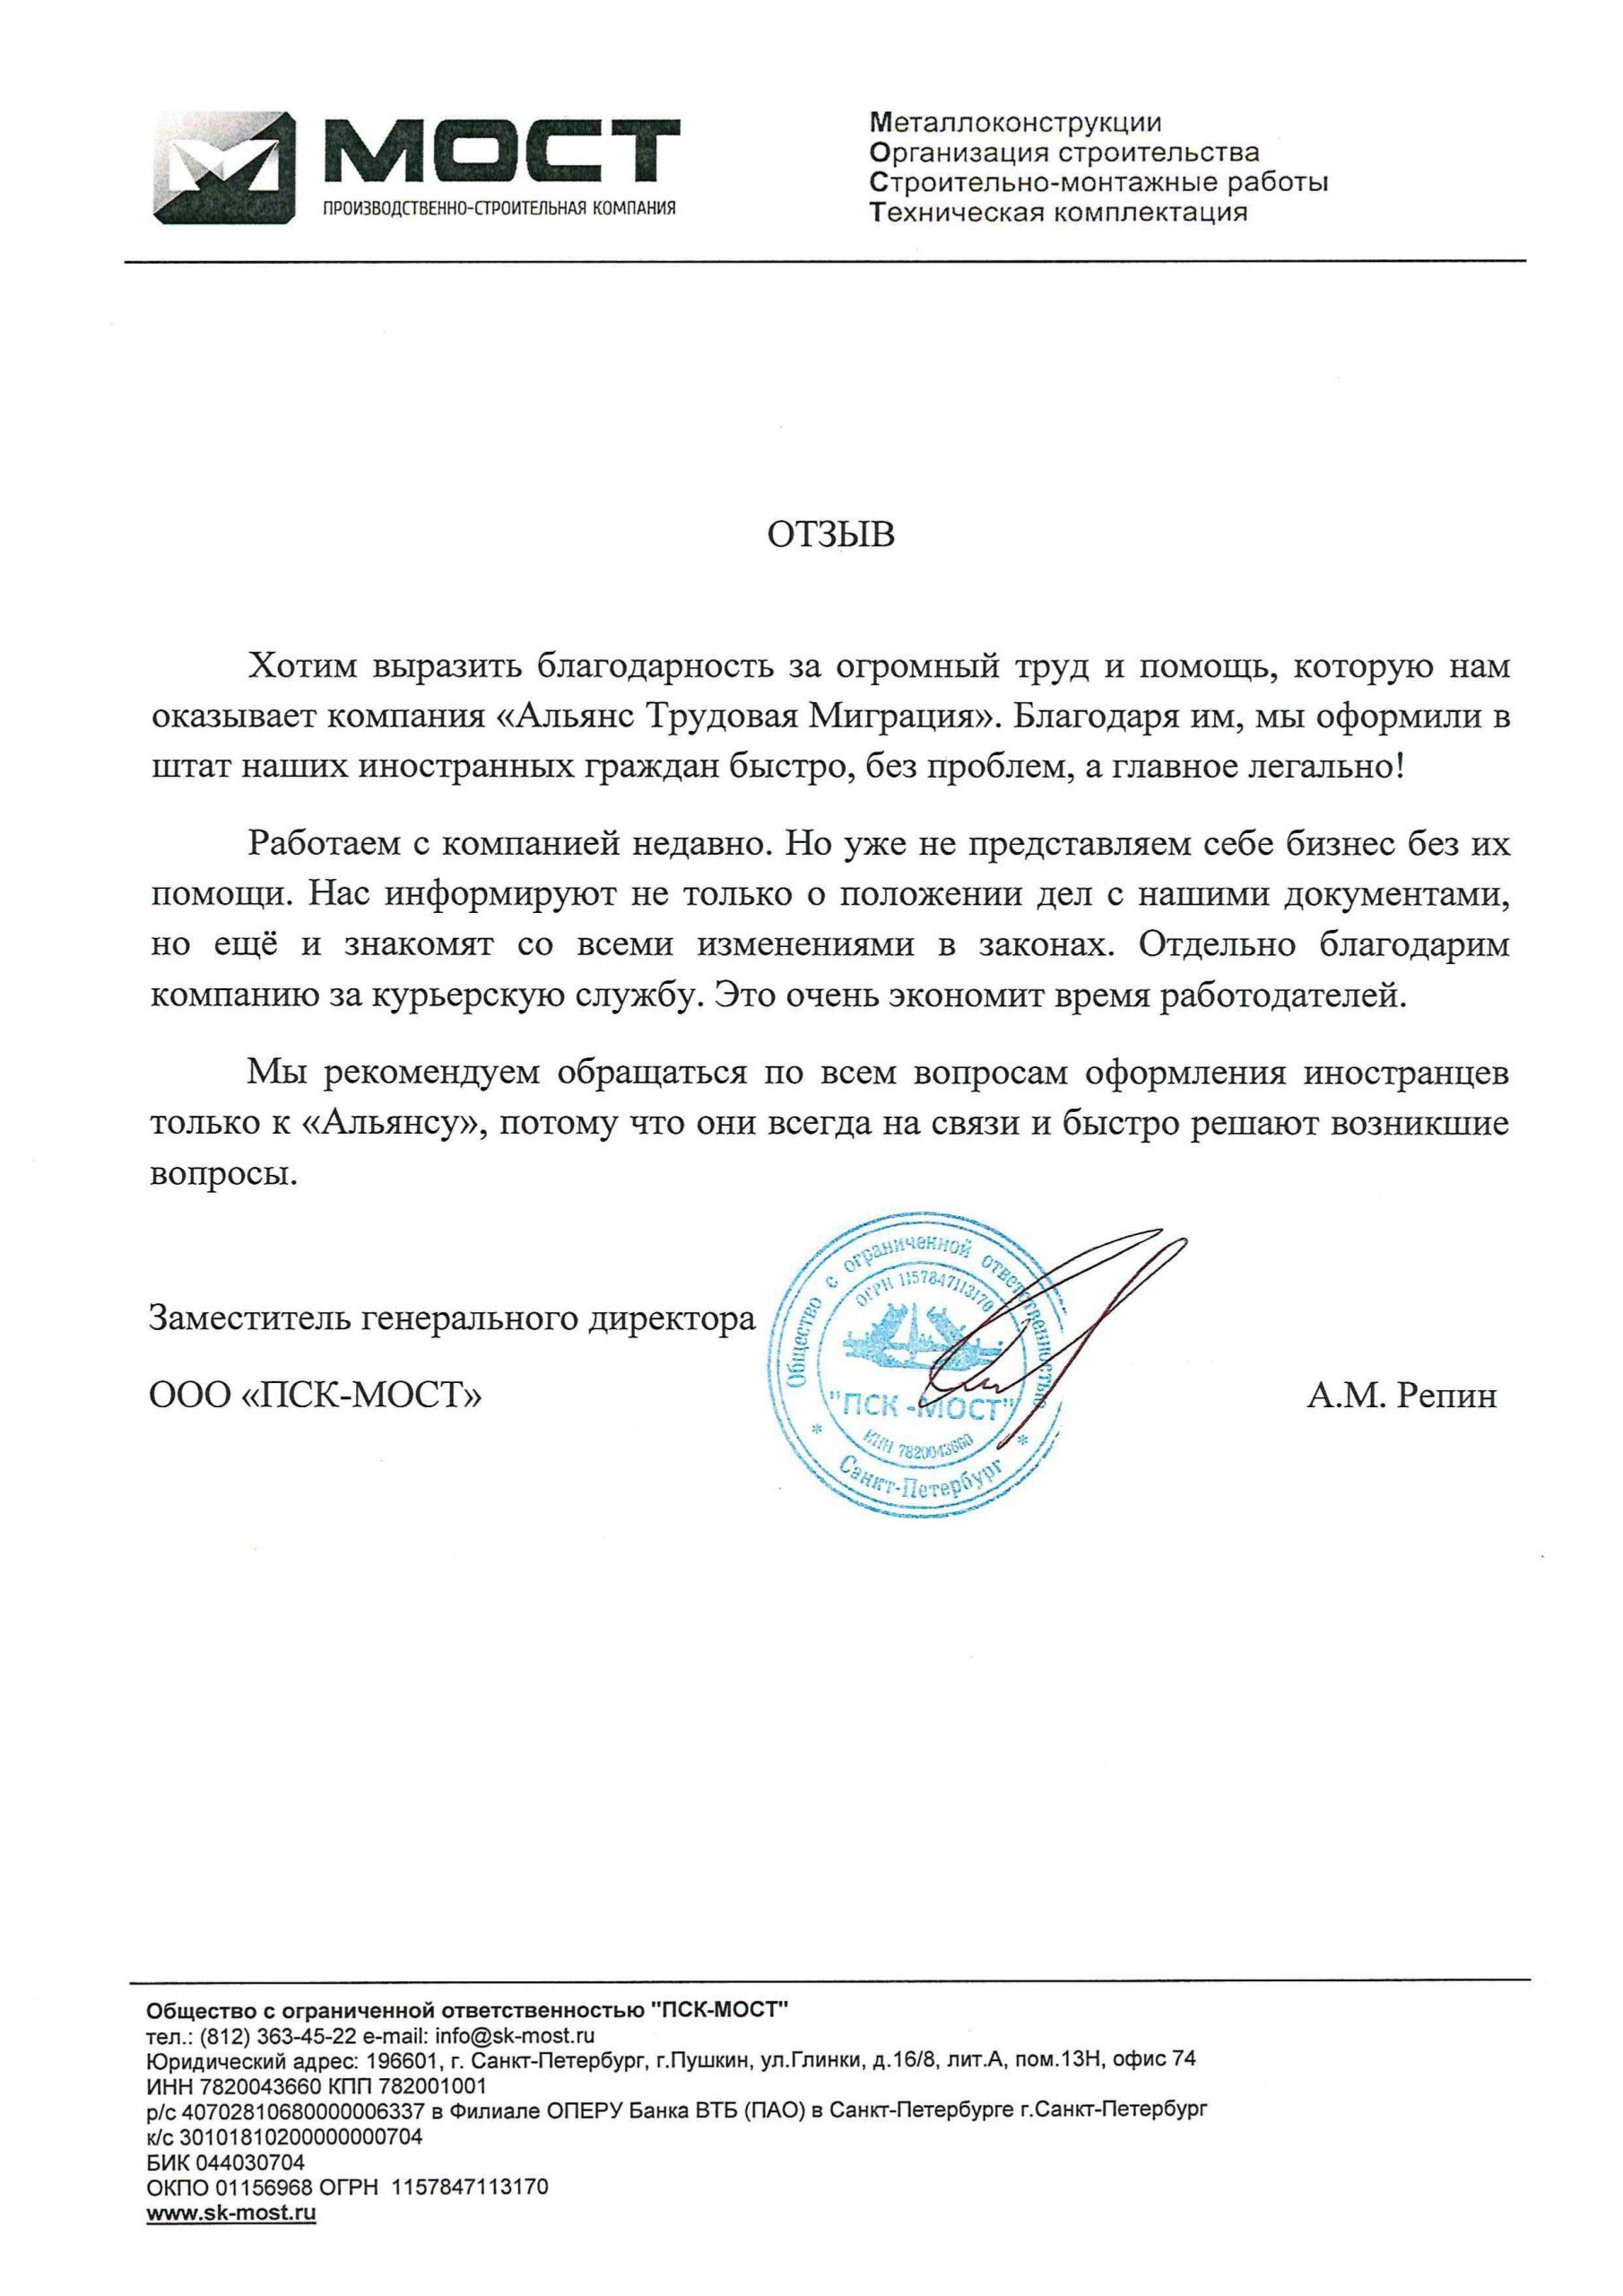 МОСТ
ПРОИЗВОДСТВЕННО-СТРОИТЕЛЬНАЯ КОМПАНИЯ
Металлоконструкции
Организация строительства
Строительно-монтажные работы
Техническая комплектация
ОТЗЫВ
Хотим выразить благодарность за огромный труд и помощь, которую нам
оказывает компания «Альянс Трудовая Миграция». Благодаря им, мы оформили в
штат наших иностранных граждан быстро, без проблем, а главное легально!
Работаем с компанией недавно. Но уже не представляем себе бизнес без их
помощи. Нас информируют не только о положении дел с нашими документами,
но ещё и знакомят со всеми изменениями в законах. Отдельно благодарим
компанию за курьерскую службу. Это очень экономит время работодателей.
Мы рекомендуем обращаться по всем вопросам оформления иностранцев
только к «Альянсу», потому что они всегда на связи и быстро решают возникшие
вопросы.
Заместитель генерального директора
ООО «ПСК-МОСТ»
А.М. Репин
Общество с ограниченной ответственностью
ОГРН 1157847113170
"ПСК -МОСТ"
ИНН 7820043660
* Санкт-Петербург *
Общество с ограниченной ответственностью "ПСК-МОСТ"
тел.: (812) 363-45-22 e-mail: info@sk-most.ru
Юридический адрес: 196601, г. Санкт-Петербург, г.Пушкин, ул.Глинки, д.16/8, лит.А, пом.13Н, офис 74
ИНН 7820043660 КПП 782001001
р/с 40702810680000006337 в Филиале ОПЕРУ Банка ВТБ (ПАО) в Санкт-Петербурге г.Санкт-Петербург
к/с 30101810200000000704
БИК 044030704
ОКПО 01156968 ОГРН 1157847113170
www.sk-most.ru